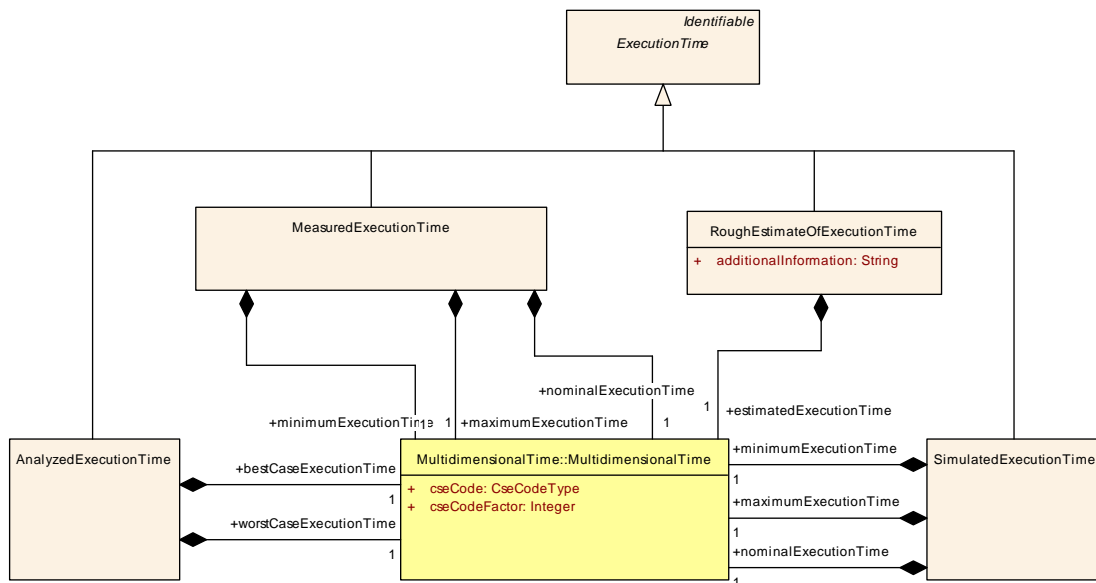 Identifiable
ExecutionTime
MeasuredExecutionTime
RoughEstimateOfExecutionTime
+ additionalInformation: String
+nominalExecutionTime
1
1
1
+estimatedExecutionTime
+minimumExecutionTime
1
+maximumExecutionTime
AnalyzedExecutionTime
+bestCaseExecutionTime
1
+worstCaseExecutionTime
1
MultidimensionalTime::MultidimensionalTime
+ cseCode: CseCodeType
+ cseCodeFactor: Integer
+minimumExecutionTime
1
+maximumExecutionTime
1
+nominalExecutionTime
1
SimulatedExecutionTime